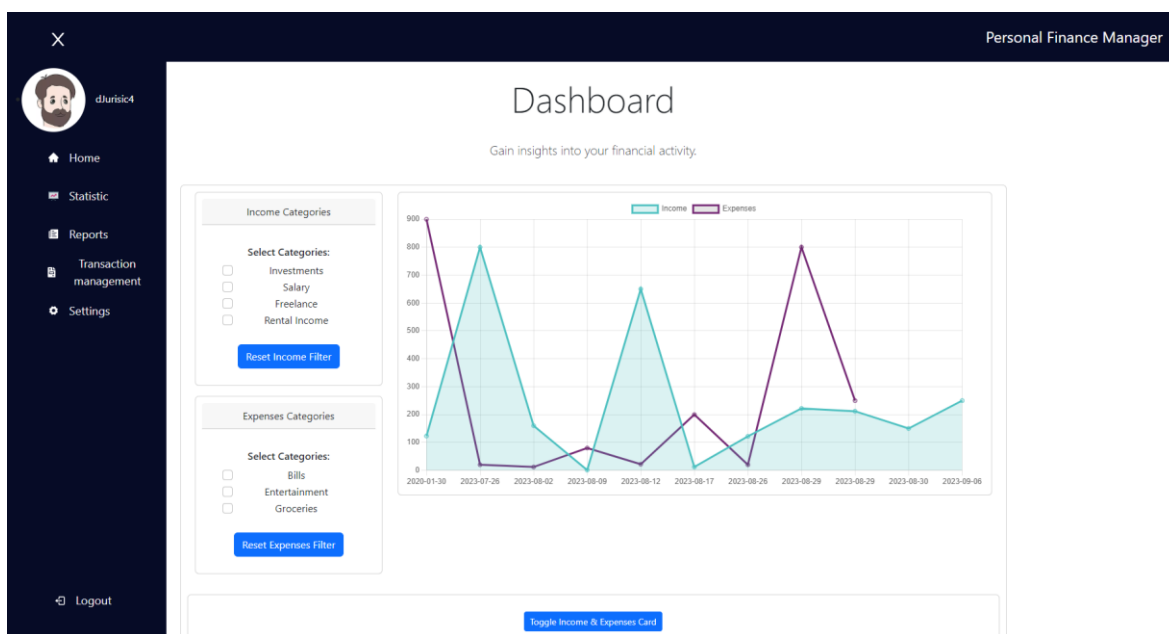 X
Personal Finance Manager
dJurisic4
Home
Statistic
Reports
Transaction
management
Settings
Logout
Dashboard
Gain insights into your financial activity.
Income Categories
Select Categories:
Investments
Salary
Freelance
Rental Income
Reset Income Filter
Expenses Categories
Select Categories:
Bills
Entertainment
Groceries
Reset Expenses Filter
Income Expenses
900
800
700
600
500
400
300
200
100
0
2020-01-30 2023-07-26 2023-08-02 2023-08-09 2023-08-12 2023-08-17 2023-08-26 2023-08-29 2023-08-29 2023-08-30 2023-09-06
Toggle Income & Expenses Card